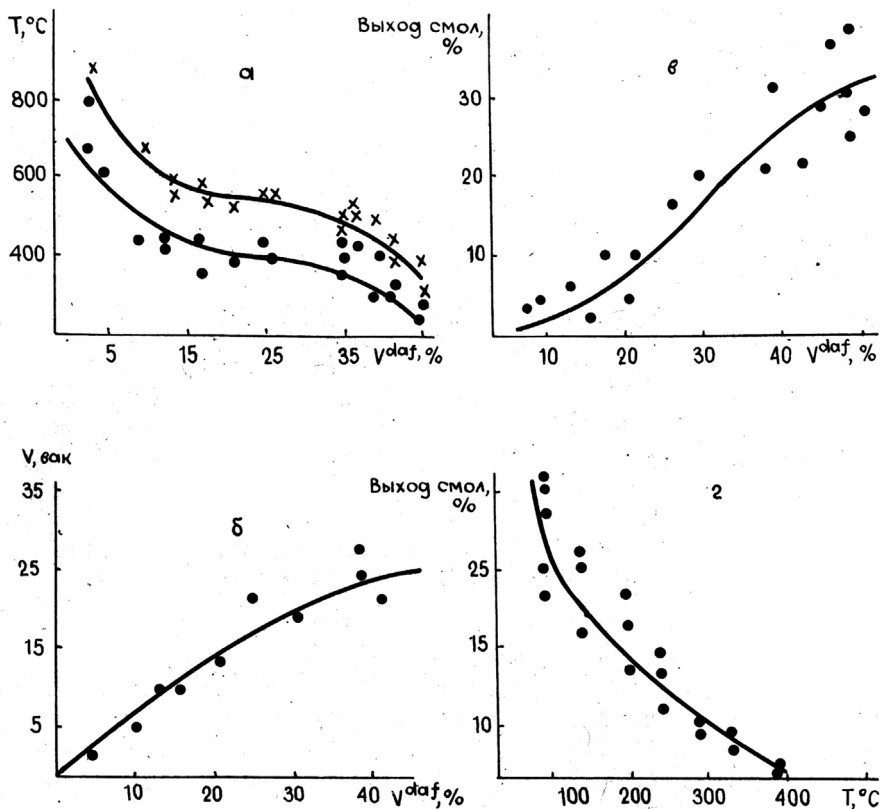 T,°C
а
800
600
400
5 15 25 35 V daf, %
Выход смол,
%
в
30
20
10
10 20 30 40 V daf, %
V, вак
б
35
25
15
5
10 20 30 40 V daf, %
Выход смол,
%
г
25
15
10
100 200 300 400 T,°C